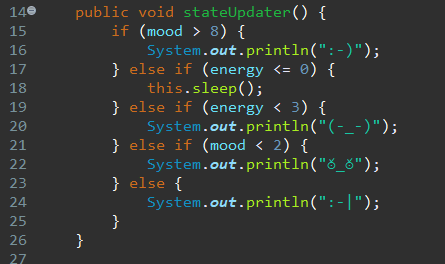 14 public void stateUpdater() {
15 if (mood > 8) {
16 System.out.println(":-)");
17 } else if (energy <= 0) {
18 this.sleep();
19 } else if (energy < 3) {
20 System.out.println("(-_-)");
21 } else if (mood < 2) {
22 System.out.println("ಠ_ಠ");
23 } else {
24 System.out.println(":-|");
25 }
26 }
27